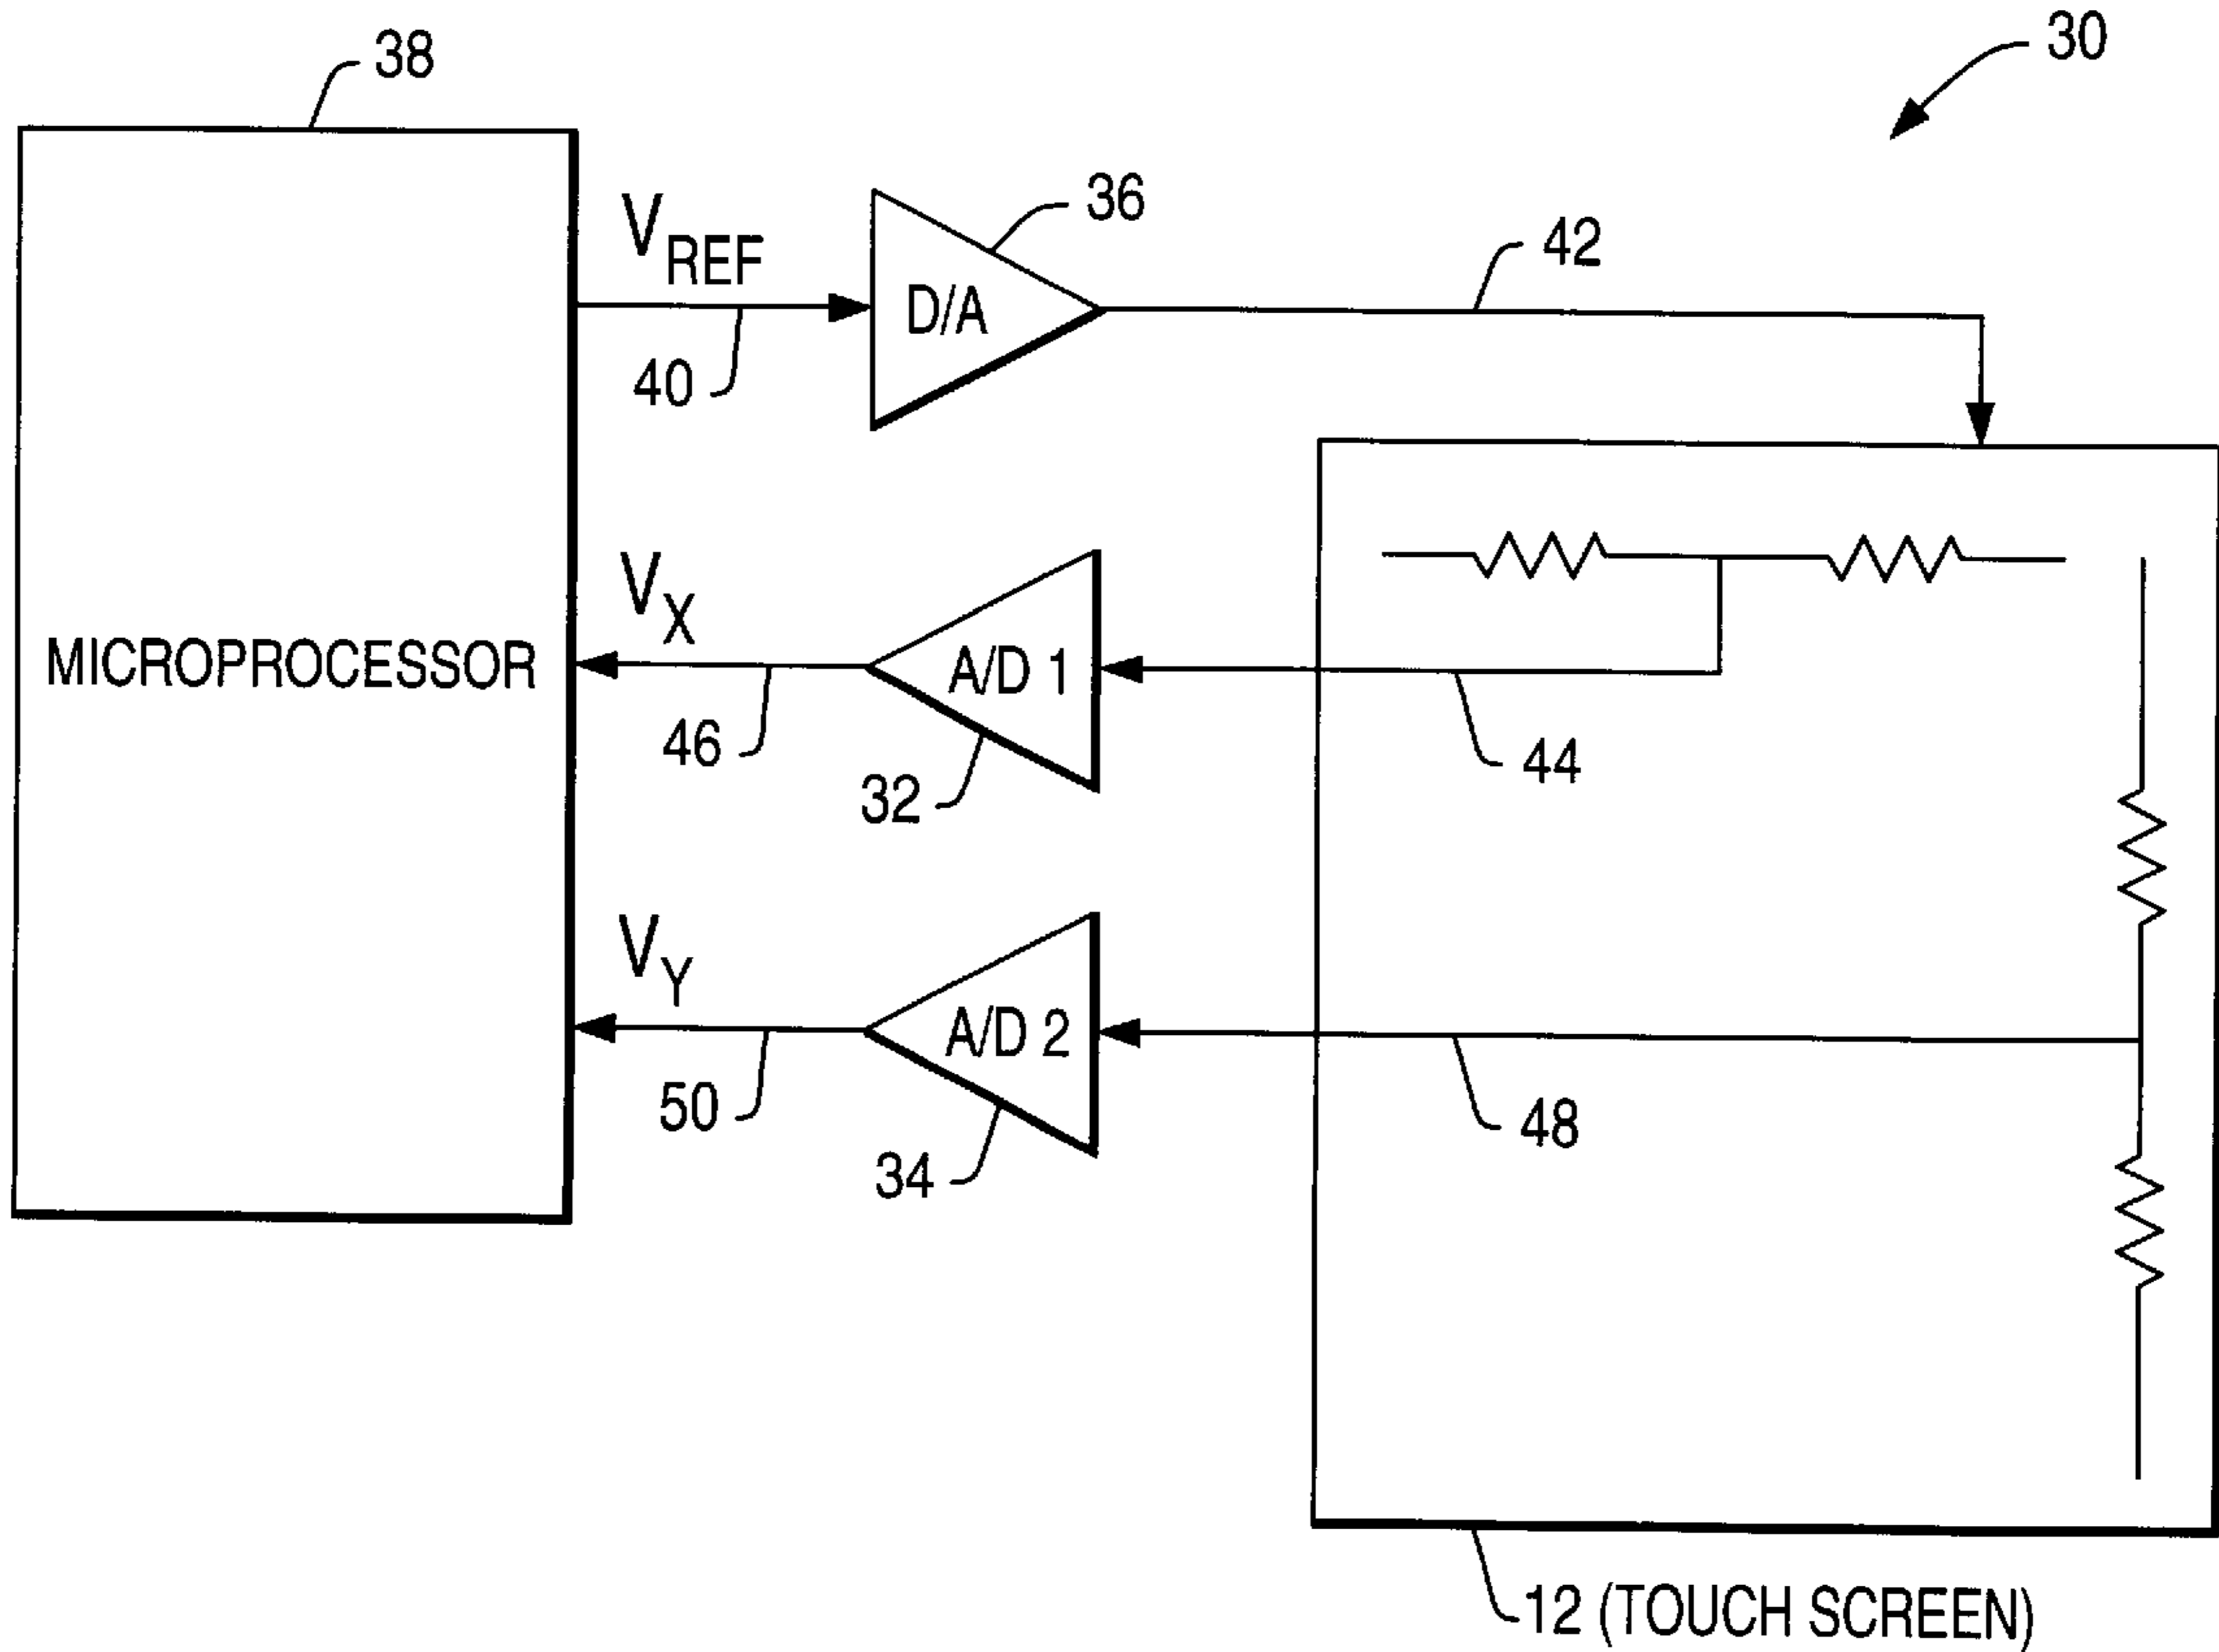 38
30
36
V REF
D/A
42
40
V X
MICROPROCESSOR
A/D 1
46
44
32
V Y
A/D 2
50
48
34
12 (TOUCH SCREEN)